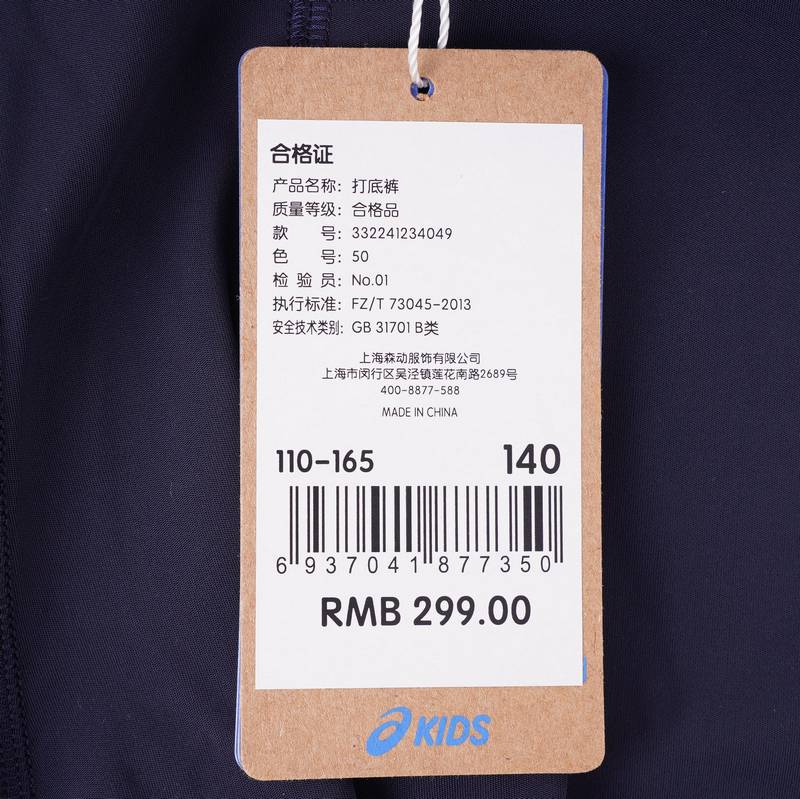 合格证
产品名称：打底裤
质量等级：合格品
款 号：332241234049
色 号：50
检 验 员：No.01
执行标准：FZ/T 73045-2013
安全技术类别：GB 31701 B类
上海森动服饰有限公司
上海市闵行区吴泾镇莲花南路2689号
400-8877-588
MADE IN CHINA
110-165 140
6937041877350
RMB 299.00
KIDS